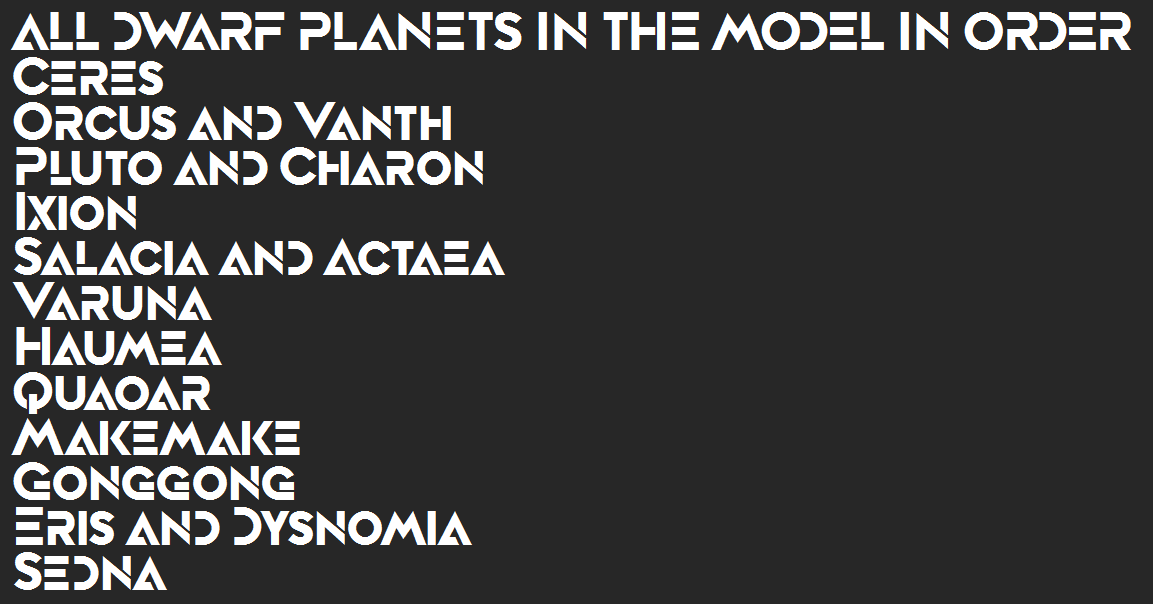 ALL DWARF PLANETS IN THE MODEL IN ORDER
CERES
ORCUS AND VANTH
PLUTO AND CHARON
IXION
SALACIA AND ACTAEA
VARUNA
HAUMEA
QUAOAR
MAKEMAKE
GONGGONG
ERIS AND DYSNOMIA
SEDNA